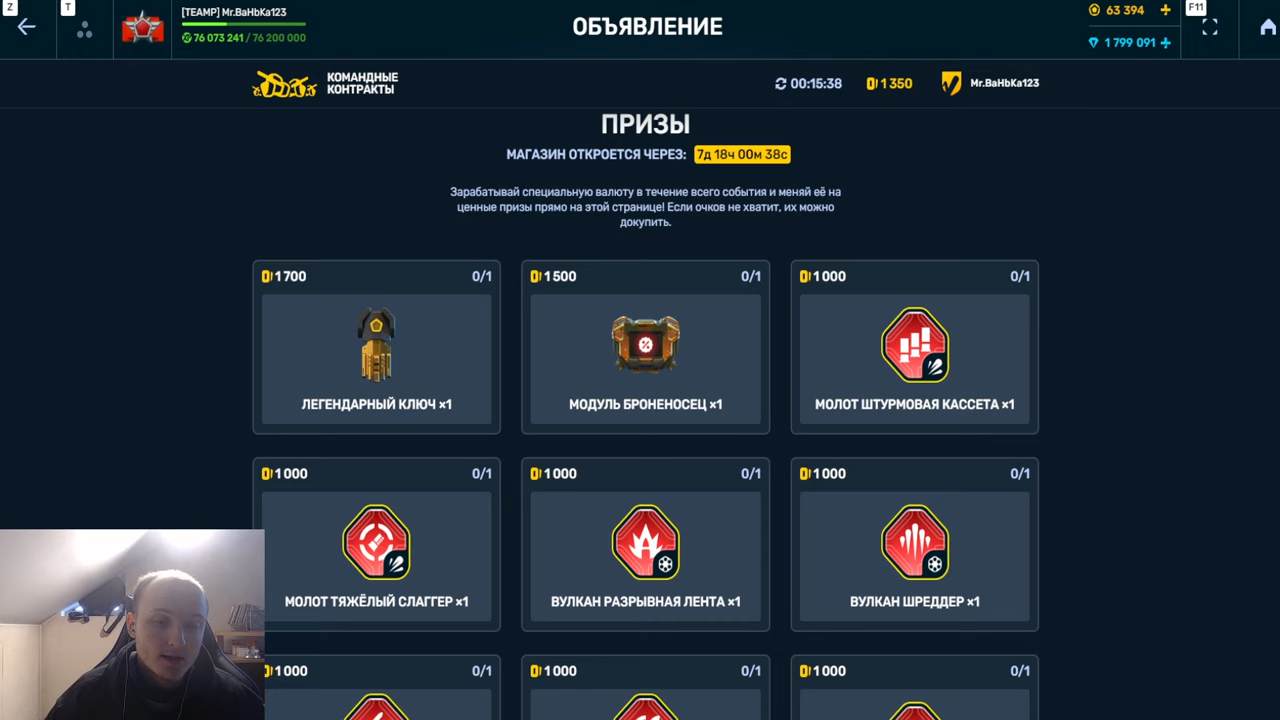 Z
T
[TEAMP] Mr.BaHbKa123
76 073 241 / 76 200 000
ОБЪЯВЛЕНИЕ
63 394 +
1 799 091 +
F11
КОМАНДНЫЕ
КОНТРАКТЫ
00:15:38
1 350
Mr.BaHbKa123
ПРИЗЫ
МАГАЗИН ОТКРОЕТСЯ ЧЕРЕЗ: 7д 18ч 00м 38с
Зарабатывай специальную валюту в течение всего события и меняй её на
ценные призы прямо на этой странице! Если очков не хватит, их можно
докупить.
1 700 0/1
ЛЕГЕНДАРНЫЙ КЛЮЧ ×1
1 500 0/1
МОДУЛЬ БРОНЕНОСЕЦ ×1
1 000 0/1
МОЛОТ ШТУРМОВАЯ КАССЕТА ×1
1 000 0/1
МОЛОТ ТЯЖЁЛЫЙ СЛАГГЕР ×1
1 000 0/1
ВУЛКАН РАЗРЫВНАЯ ЛЕНТА ×1
1 000 0/1
ВУЛКАН ШРЕДДЕР ×1
1 000 0/1
1 000 0/1
1 000 0/1